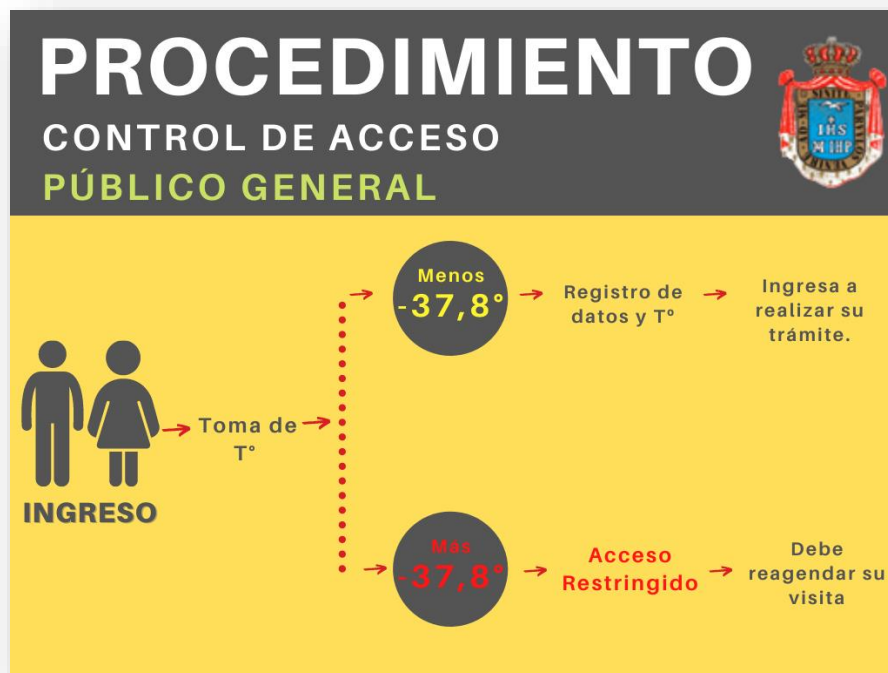 PROCEDIMIENTO
CONTROL DE ACCESO
PÚBLICO GENERAL
IHS
INGRESO
Toma de
T°
Menos
-37,8°
Registro de
datos y Tº
Ingresa a
realizar su
trámite.
Más
-37,8°
Acceso
Restringido
Debe
reagendar su
visita